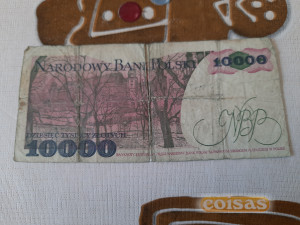 NARODOWY BANK POLSKI
10000
DZIESIĘĆ TYSIĘCY ZŁOTYCH
10000
NBP
coisas